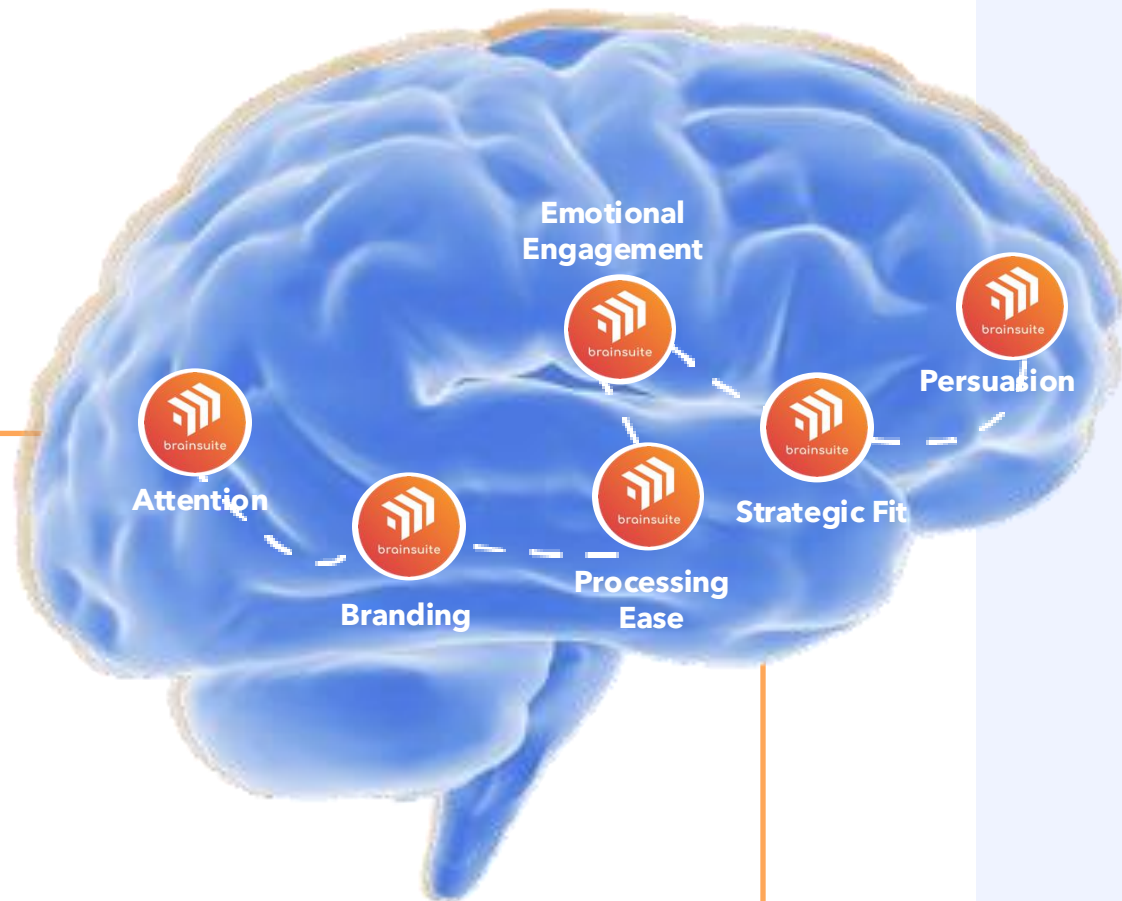 Emotional
Engagement
brainsuite
brainsuite
Persuasion
brainsuite
Attention
brainsuite
Strategic Fit
brainsuite
Processing
Ease
brainsuite
Branding